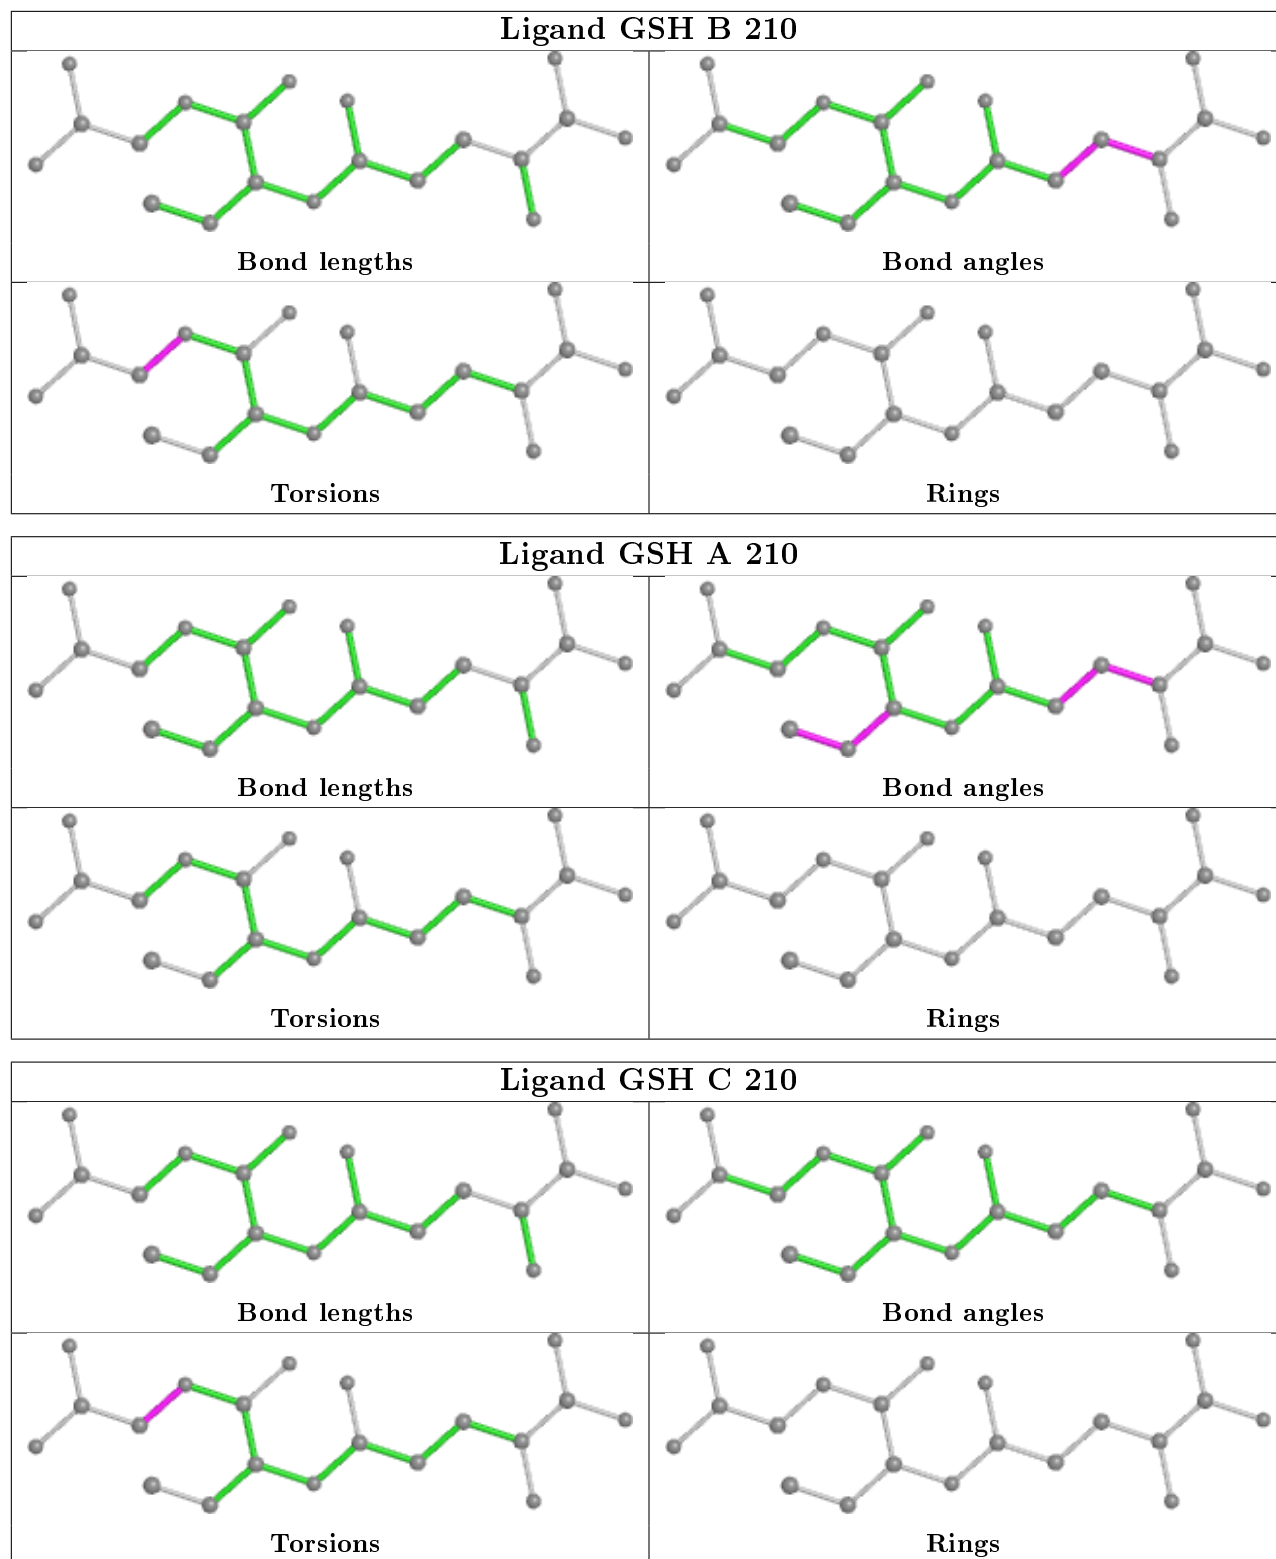 Ligand GSH B 210
Bond lengths
Bond angles
Torsions
Rings
Ligand GSH A 210
Bond lengths
Bond angles
Torsions
Rings
Ligand GSH C 210
Bond lengths
Bond angles
Torsions
Rings